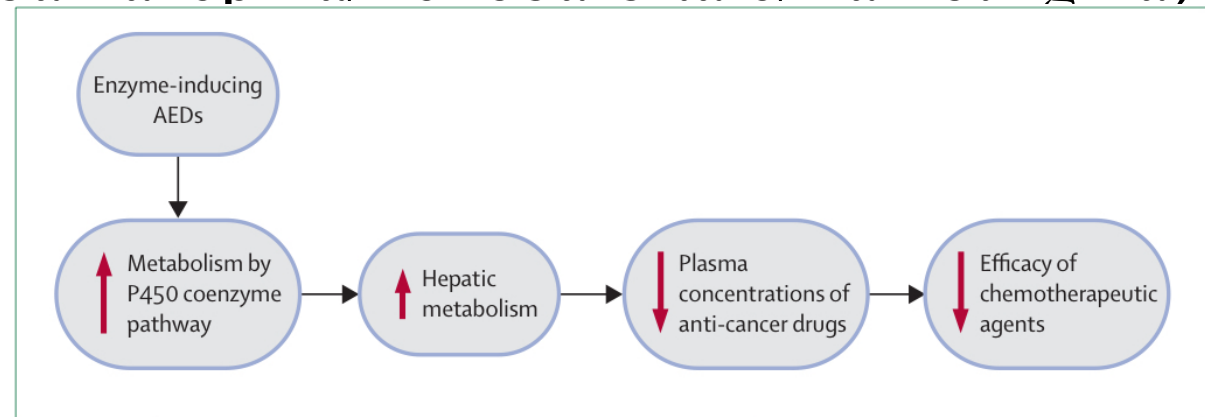 Enzyme-inducing
AEDs
Metabolism by
P450 coenzyme
pathway
Hepatic
metabolism
Plasma
concentrations of
anti-cancer drugs
Efficacy of
chemotherapeutic
agents